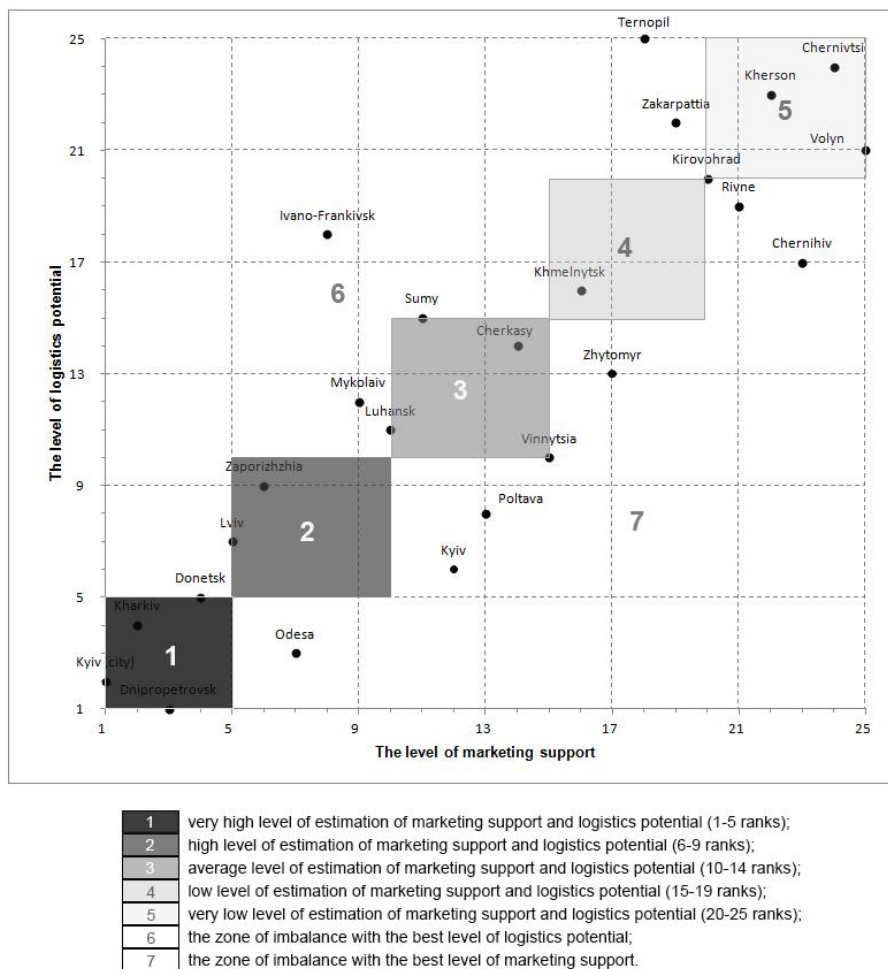 Ternopil
25
Chernivtsi
Kherson
5
Zakarpattia
21
Volyn
Kirovohrad
Rivne
Ivano-Frankivsk
4
Chernihiv
17
Khmelnytsk
6
Sumy
Cherkasy
Zhytomyr
13
Mykolaiv
3
Luhansk
Vinnytsia
Zaporizhzhia
9
Poltava
Lviv
2
7
Kyiv
Donetsk
5
Kharkiv
Odesa
1
Kyiv (city)
Dnipropetrovsk
1
The level of logistics potential
1 5 9 13 17 21 25
The level of marketing support
1 very high level of estimation of marketing support and logistics potential (1-5 ranks);
2 high level of estimation of marketing support and logistics potential (6-9 ranks);
3 average level of estimation of marketing support and logistics potential (10-14 ranks);
4 low level of estimation of marketing support and logistics potential (15-19 ranks);
5 very low level of estimation of marketing support and logistics potential (20-25 ranks);
6 the zone of imbalance with the best level of logistics potential;
7 the zone of imbalance with the best level of marketing support.